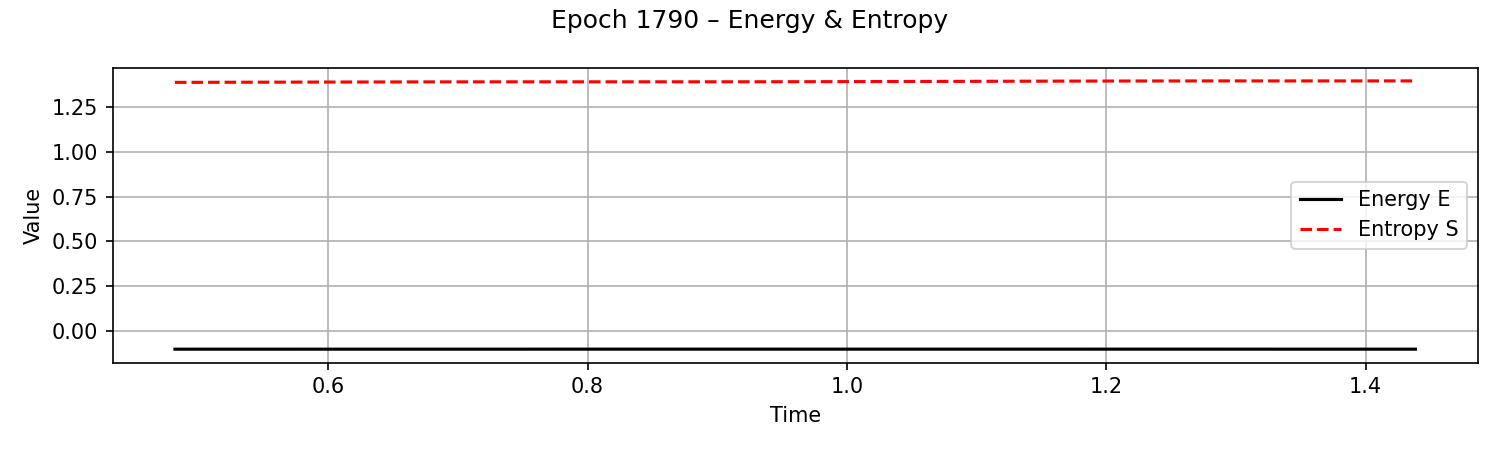 Epoch 1790 – Energy & Entropy
1.25
1.00
0.75
0.50
0.25
0.00
Value
Energy E
Entropy S
0.6 0.8 1.0 1.2 1.4
Time